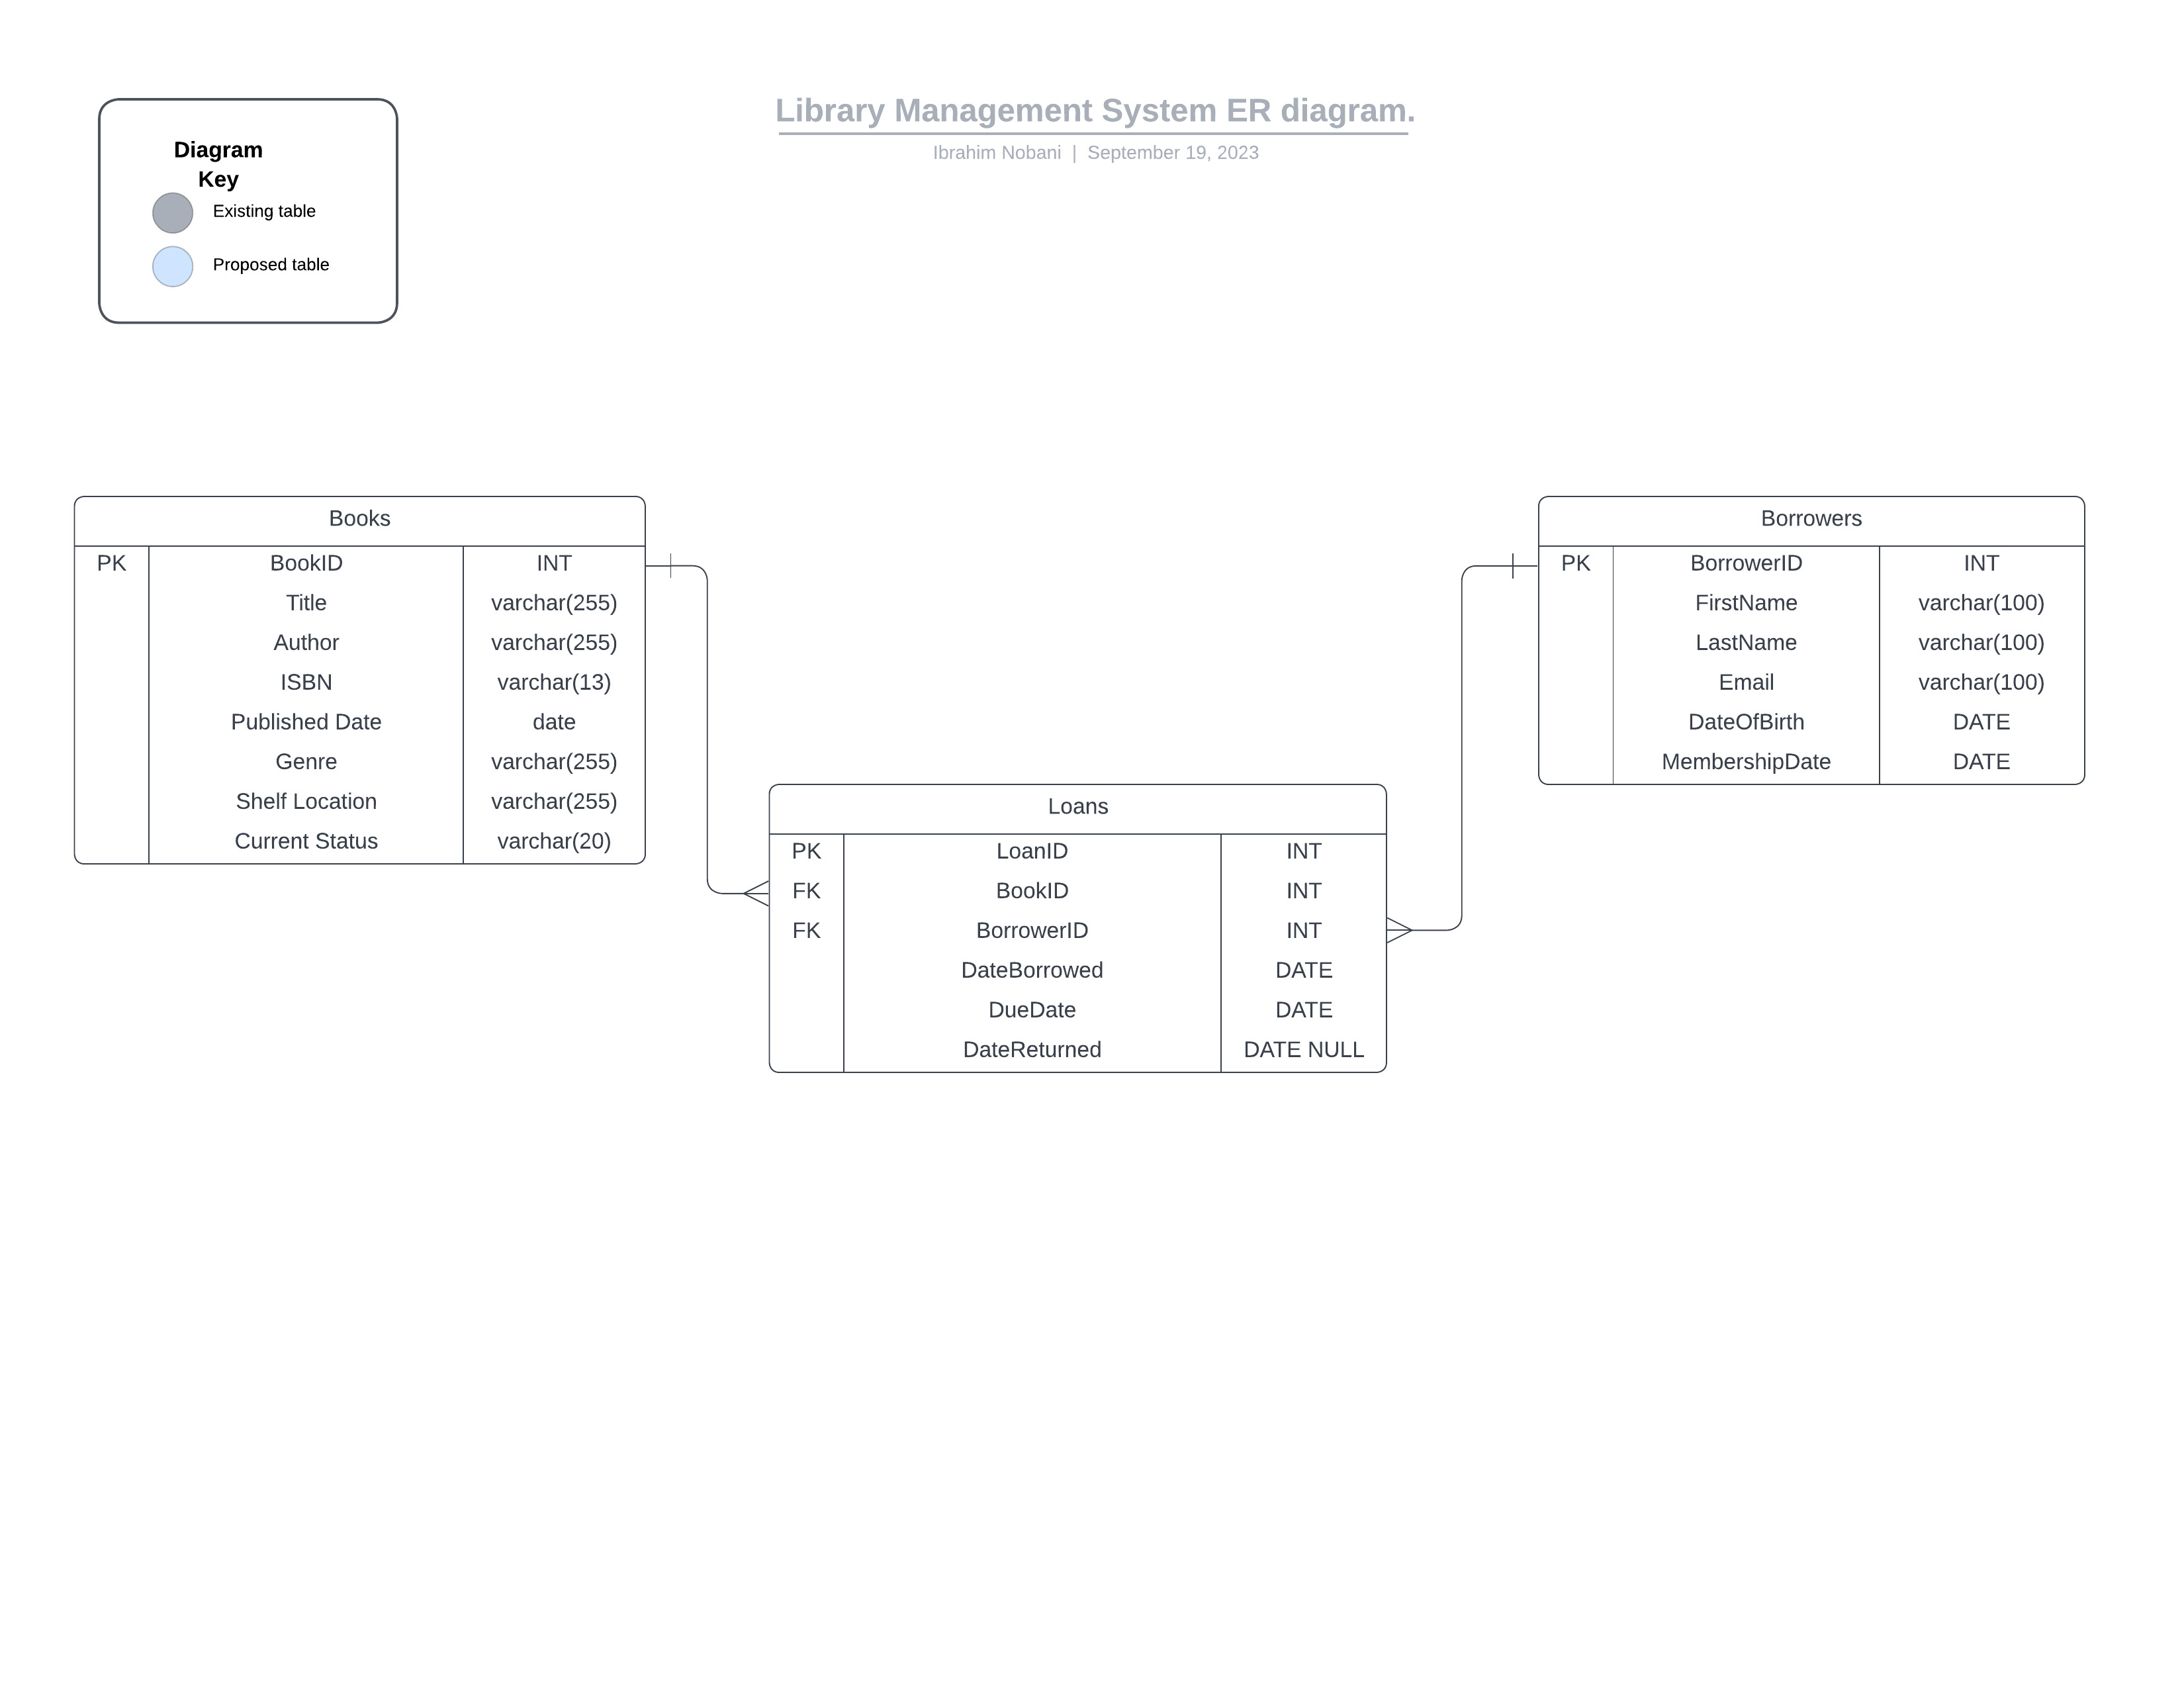 Library Management System ER diagram.
Ibrahim Nobani | September 19, 2023
Diagram
Key
Existing table
Proposed table
Books
PK BookID INT
Title varchar(255)
Author varchar(255)
ISBN varchar(13)
Published Date date
Genre varchar(255)
Shelf Location varchar(255)
Current Status varchar(20)
Borrowers
PK BorrowerID INT
FirstName varchar(100)
LastName varchar(100)
Email varchar(100)
DateOfBirth DATE
MembershipDate DATE
Loans
PK LoanID INT
FK BookID INT
FK BorrowerID INT
DateBorrowed DATE
DueDate DATE
DateReturned DATE NULL